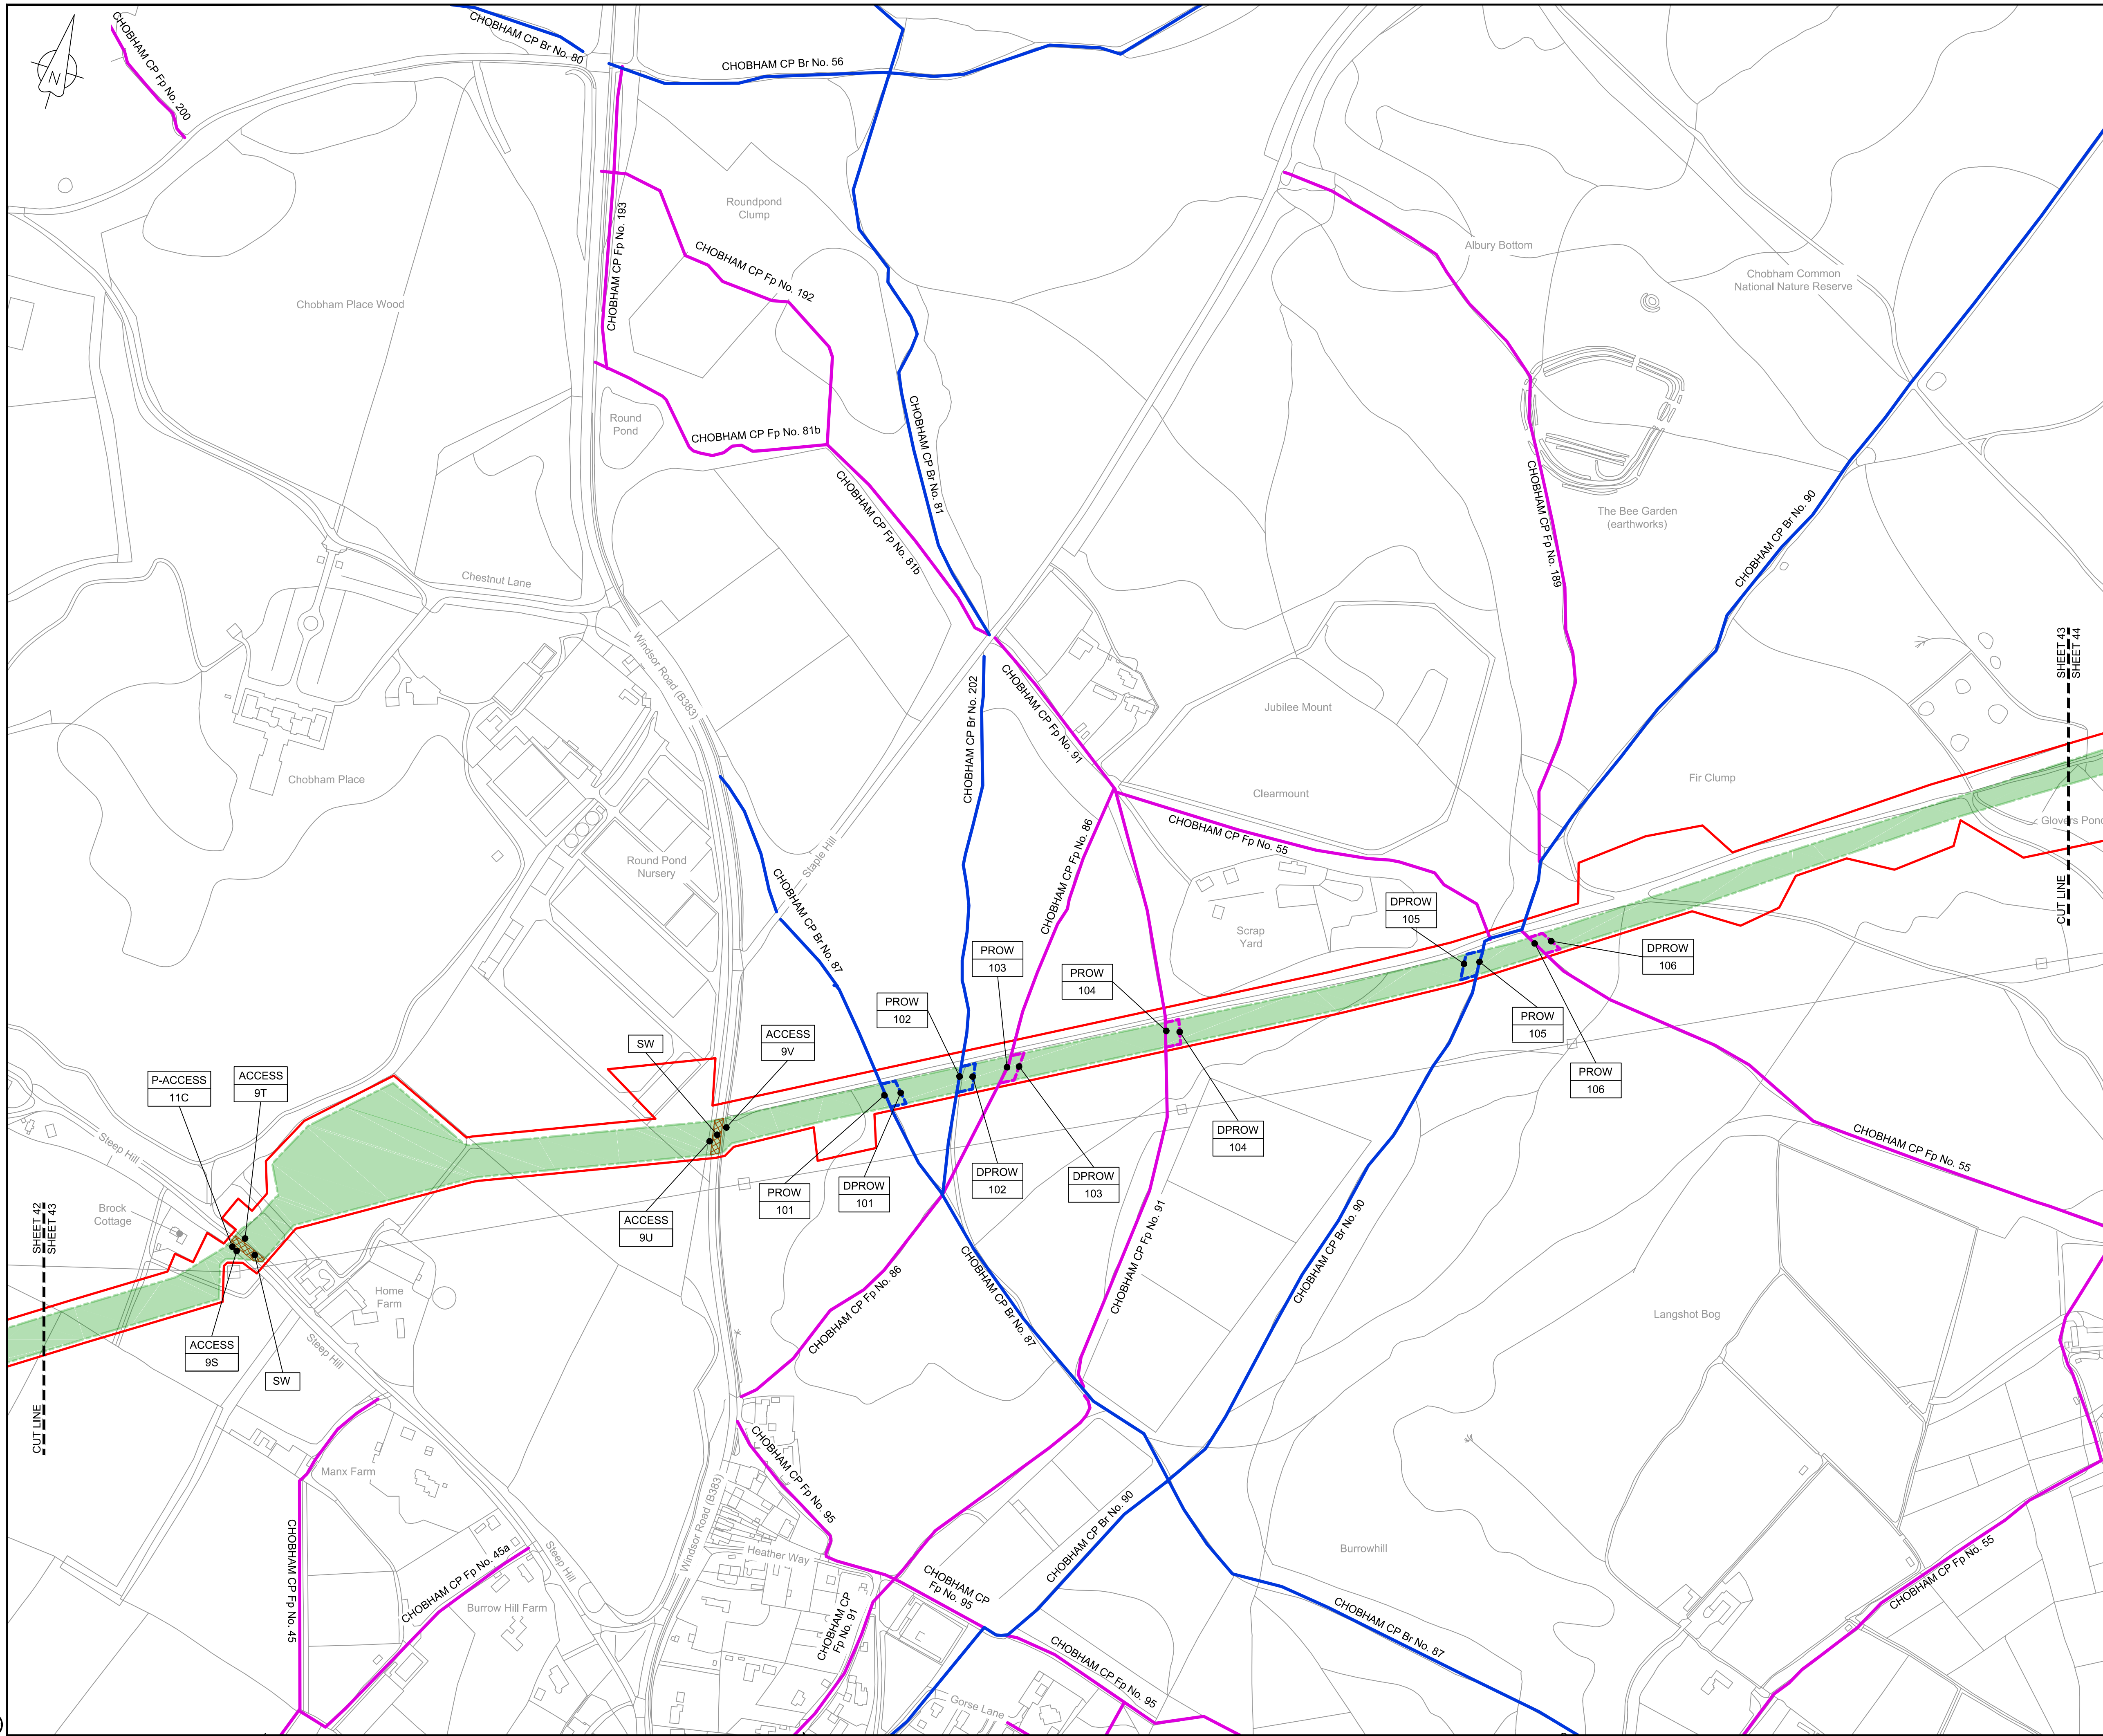 N
CHOBHAM CP Fp No. 200
CHOBHAM CP Br No. 80
CHOBHAM CP Br No. 56
Roundpond
Clump
CHOBHAM CP Fp No. 193
CHOBHAM CP Fp No. 192
Chobham Place Wood
Albury Bottom
Chobham Common
National Nature Reserve
Round
Pond
CHOBHAM CP Fp No. 81b
CHOBHAM CP Br No. 81
CHOBHAM CP Fp No. 81b
CHOBHAM CP Fp No. 189
The Bee Garden
(earthworks)
CHOBHAM CP Br No. 90
Chestnut Lane
Windsor Road (B383)
CHOBHAM CP Br No. 202
CHOBHAM CP Fp No. 91
Jubilee Mount
SHEET 43
SHEET 44
CUT LINE
Chobham Place
Fir Clump
Clearmount
Glovers Pond
CHOBHAM CP Fp No. 55
CHOBHAM CP Fp No. 86
Staple Hill
Round Pond
Nursery
CHOBHAM CP Br No. 87
Scrap
Yard
DPROW
105
DPROW
106
PROW
103
PROW
104
PROW
102
PROW
105
PROW
106
SW
ACCESS
9V
P-ACCESS
11C
ACCESS
9T
DPROW
104
Steep Hill
PROW
101
DPROW
101
DPROW
102
DPROW
103
CHOBHAM CP Fp No. 55
SHEET 42
SHEET 43
CUT LINE
Brock
Cottage
ACCESS
9U
CHOBHAM CP Fp No. 91
CHOBHAM CP Br No. 90
Home
Farm
CHOBHAM CP Fp No. 86
CHOBHAM CP Br No. 87
Langshot Bog
ACCESS
9S
SW
Steep Hill
Manx Farm
CHOBHAM CP Fp No. 95
Windsor Road (B383)
CHOBHAM CP Br No. 90
CHOBHAM CP Fp No. 45
CHOBHAM CP Fp No. 45a
Steep Hill
Heather Way
Burrowhill
CHOBHAM CP
Fp No. 95
CHOBHAM CP Fp No. 55
Burrow Hill Farm
CHOBHAM CP
Fp No. 91
CHOBHAM CP Br No. 87
CHOBHAM CP Fp No. 95
Gorse Lane